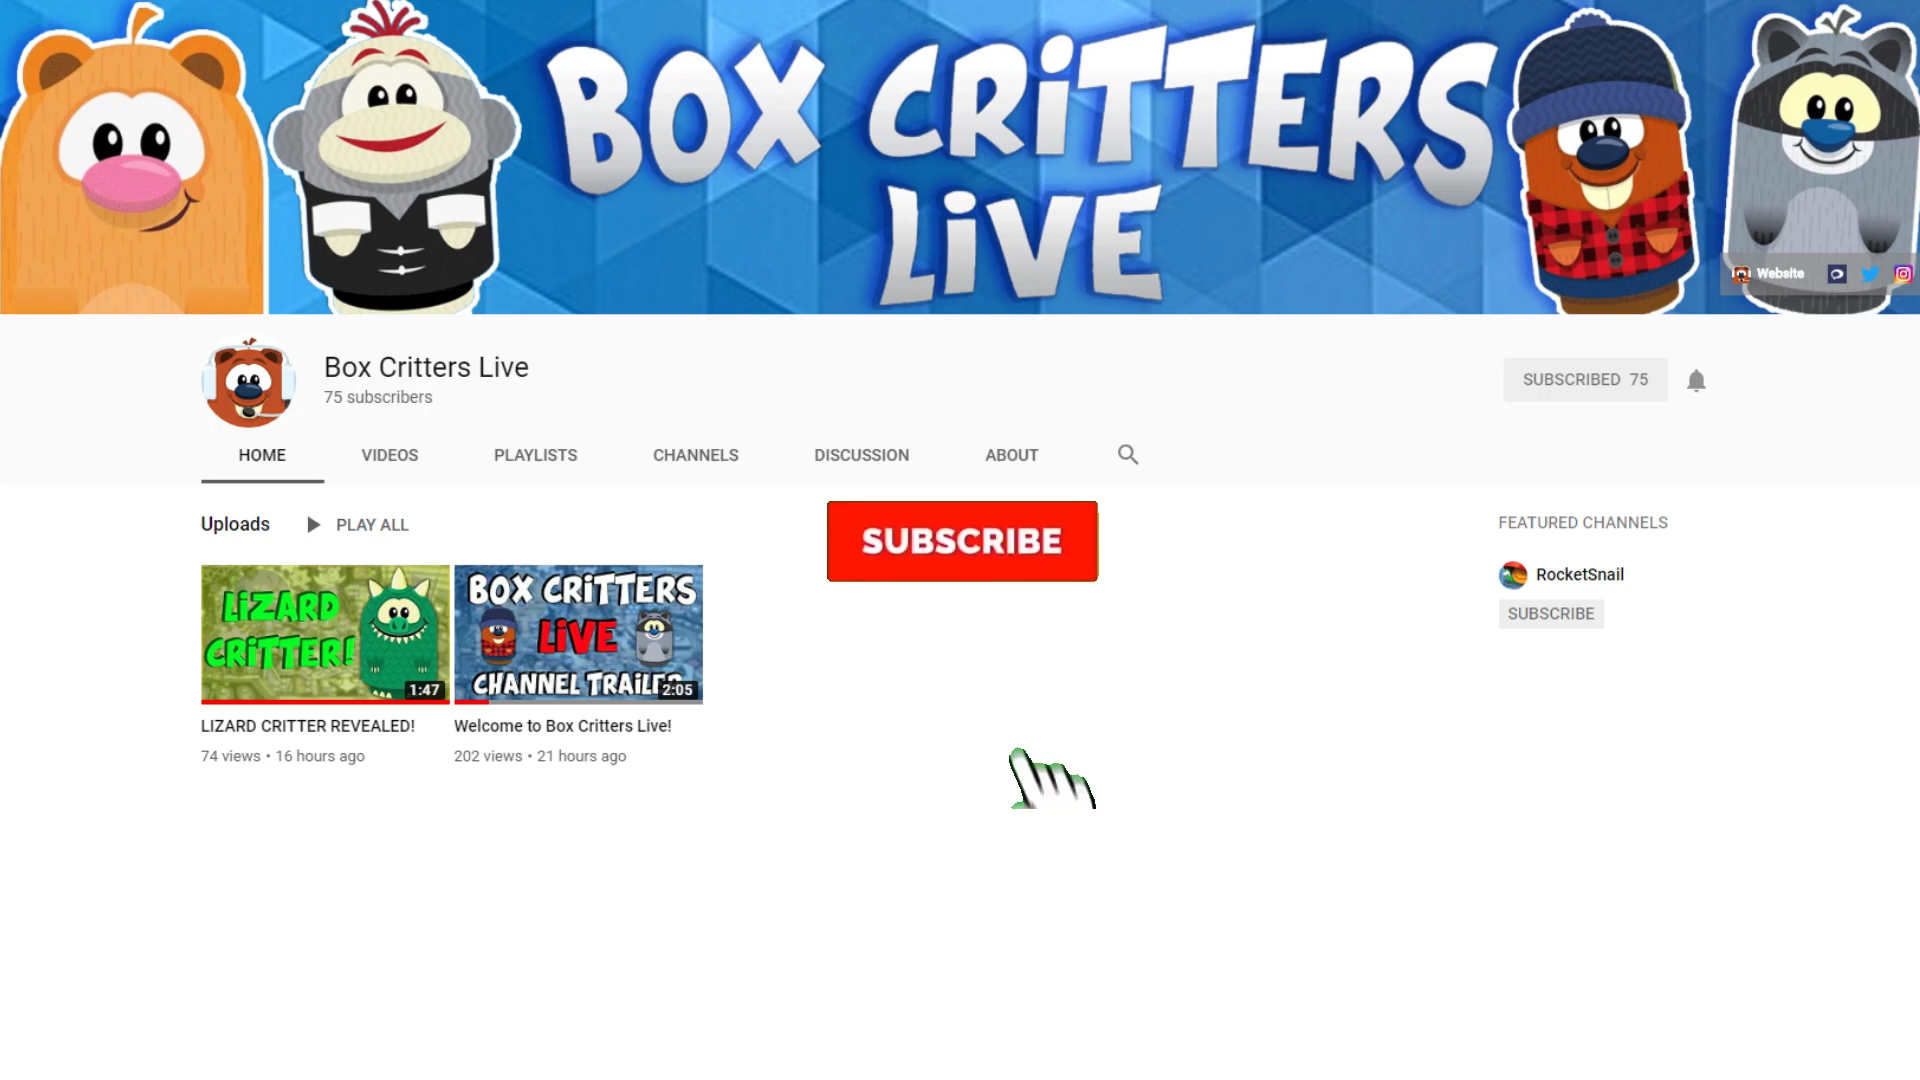 BOX CRiTTERS
LiVE
Website
Box Critters Live
75 subscribers
SUBSCRIBED 75
HOME VIDEOS PLAYLISTS CHANNELS DISCUSSION ABOUT
Uploads PLAY ALL
SUBSCRIBE
FEATURED CHANNELS
RocketSnail
SUBSCRIBE
LiZARD
CRiTTER!
1:47
BOX CRiTTERS
LiVE
CHANNEL TRAiLER
2:05
LIZARD CRITTER REVEALED!
74 views • 16 hours ago
Welcome to Box Critters Live!
202 views • 21 hours ago